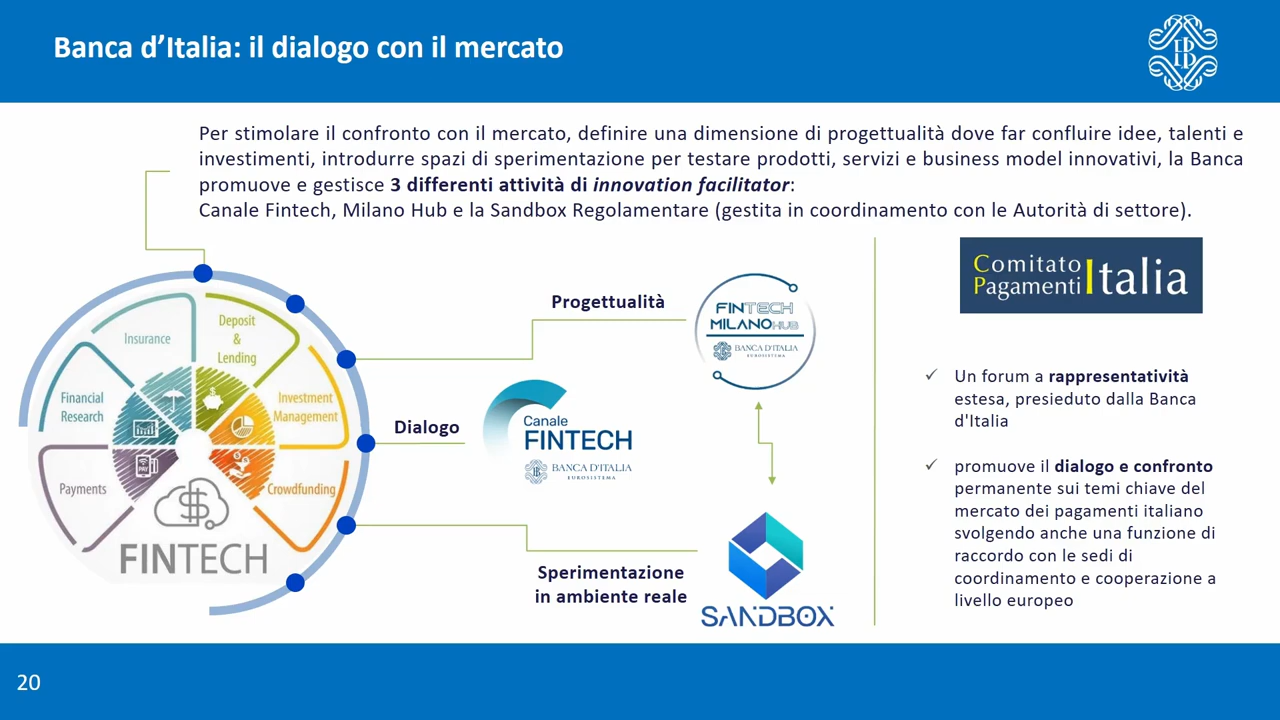 Banca d’Italia: il dialogo con il mercato
Per stimolare il confronto con il mercato, definire una dimensione di progettualità dove far confluire idee, talenti e
investimenti, introdurre spazi di sperimentazione per testare prodotti, servizi e business model innovativi, la Banca
promuove e gestisce 3 differenti attività di innovation facilitator:
Canale Fintech, Milano Hub e la Sandbox Regolamentare (gestita in coordinamento con le Autorità di settore).
Insurance
Deposit
&
Lending
Financial
Research
Investment
Management
Payments
PAY
Crowdfunding
FINTECH
Progettualità
FINTECH
MILANOHUB
BANCA D'ITALIA
EUROSISTEMA
Dialogo
Canale
FINTECH
BANCA D'ITALIA
EUROSISTEMA
Sperimentazione
in ambiente reale
SANDBOX
Comitato
Pagamenti Italia
✓ Un forum a rappresentatività
estesa, presieduto dalla Banca
d'Italia
✓ promuove il dialogo e confronto
permanente sui temi chiave del
mercato dei pagamenti italiano
svolgendo anche una funzione di
raccordo con le sedi di
coordinamento e cooperazione a
livello europeo
20